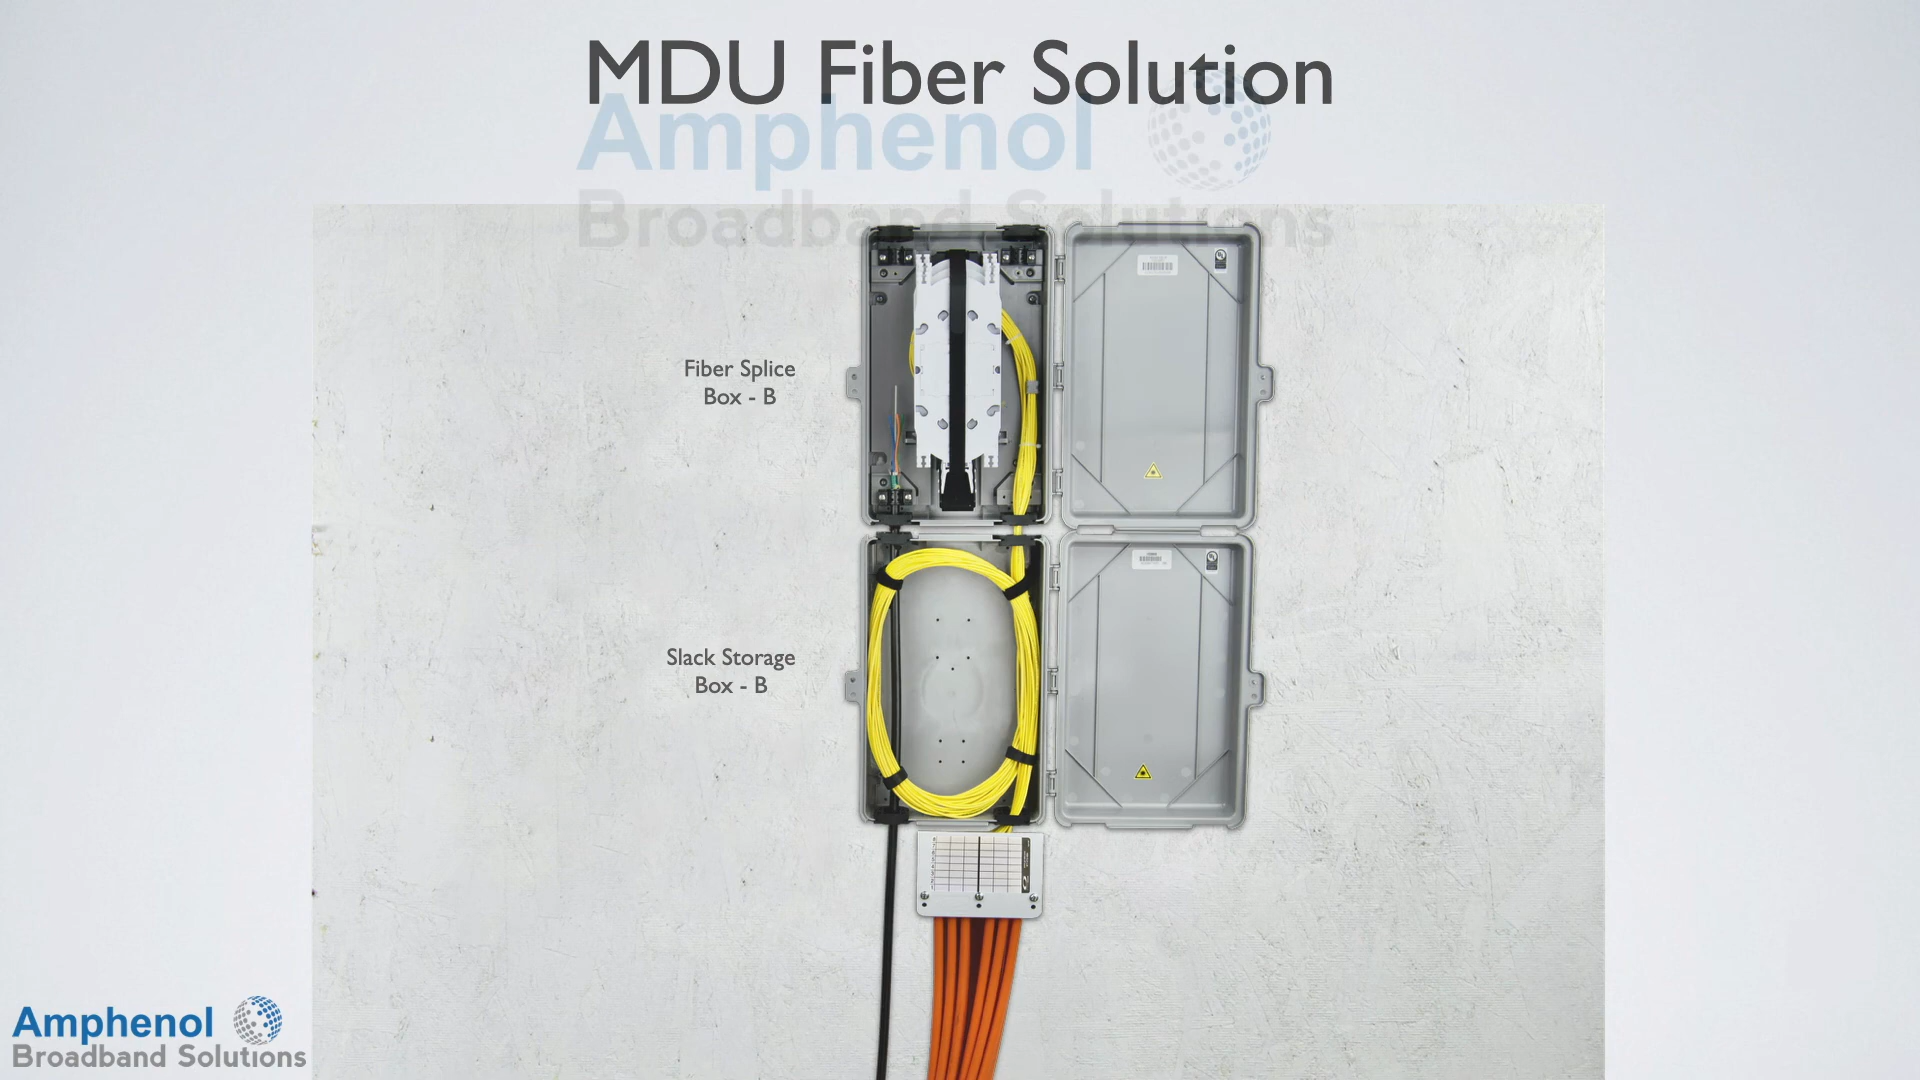 MDU Fiber Solution
Amphenol
Broadband Solutions
Fiber Splice
Box - B
Slack Storage
Box - B
Amphenol
Broadband Solutions